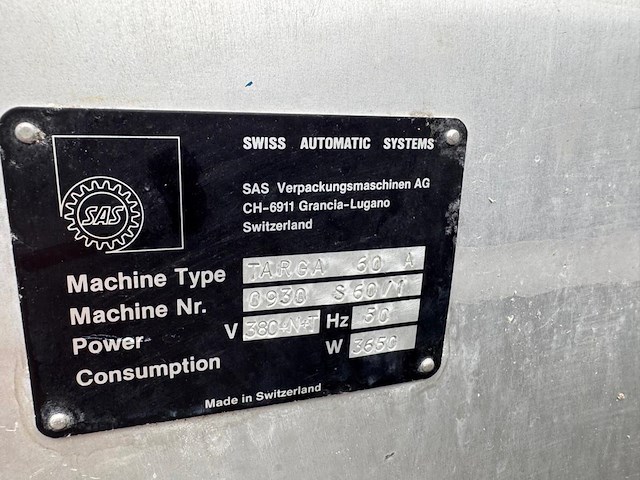 SWISS AUTOMATIC SYSTEMS
SAS Verpackungsmaschinen AG
CH-6911 Grancia-Lugano
Switzerland
SAS
Machine Type TARGA 60 A
Machine Nr. 0930 S60/1
Power V 380+N+T Hz 50
Consumption W 3650
Made in Switzerland